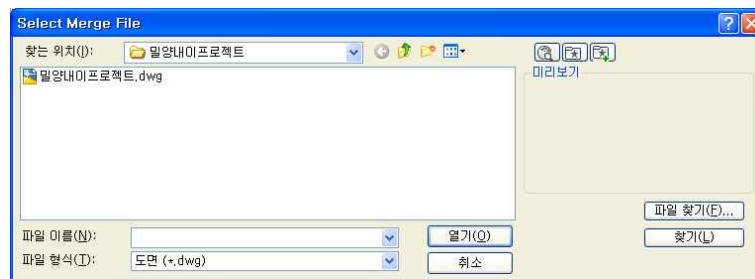 Select Merge File
찾는 위치(I): 밀양내이프로젝트
미리보기
밀양내이프로젝트.dwg
파일 찾기(F)...
파일 이름(N): 열기(O) 찾기(L)
파일 형식(T): 도면 (*.dwg) 취소